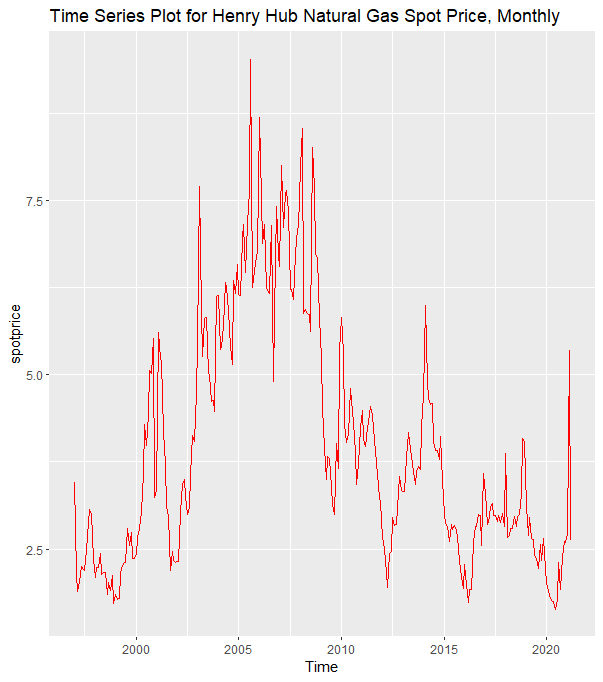 Time Series Plot for Henry Hub Natural Gas Spot Price, Monthly
7.5
5.0
2.5
spotprice
2000 2005 2010 2015 2020
Time